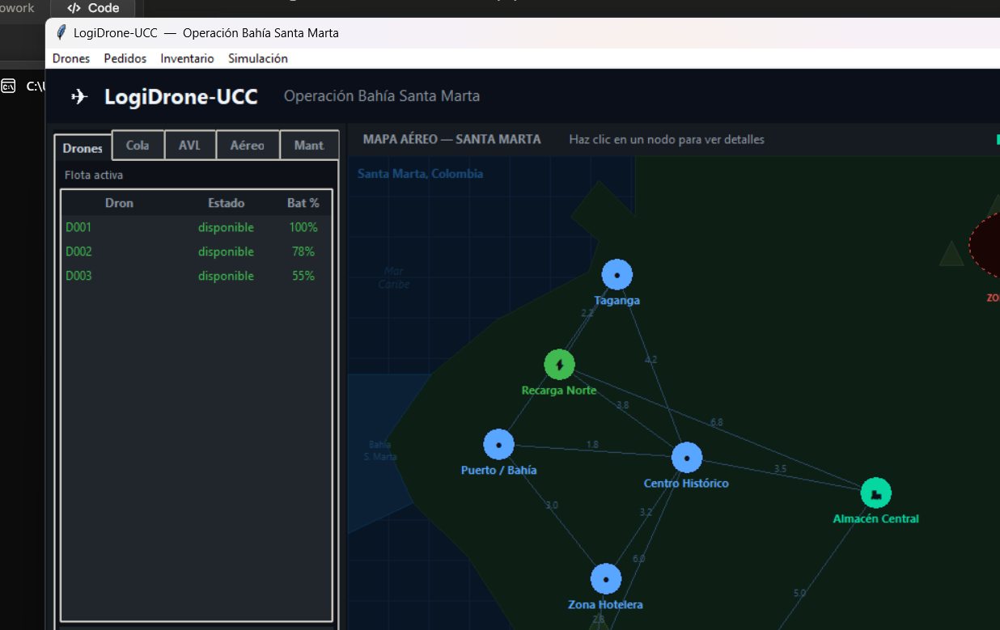 owork
</> Code
LogiDrone-UCC — Operación Bahía Santa Marta
Drones Pedidos Inventario Simulación
C:\U
LogiDrone-UCC Operación Bahía Santa Marta
Drones Cola AVL Aéreo Mant
MAPA AÉREO — SANTA MARTA Haz clic en un nodo para ver detalles
Flota activa
Dron Estado Bat %
D001 disponible 100%
D002 disponible 78%
D003 disponible 55%
Santa Marta, Colombia
Mar
Caribe
Taganga
2.2
ZO
4.2
Recarga Norte
3.8
6.8
Bahía
S. Marta
1.8
Puerto / Bahía
Centro Histórico
3.5
3.0
3.2
Almacén Central
6.0
5.0
Zona Hotelera